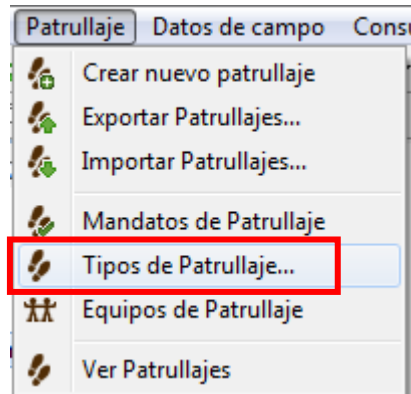 Patrullaje Datos de campo Consu
Crear nuevo patrullaje
Exportar Patrullajes...
Importar Patrullajes...
Mandatos de Patrullaje
Tipos de Patrullaje...
Equipos de Patrullaje
Ver Patrullajes